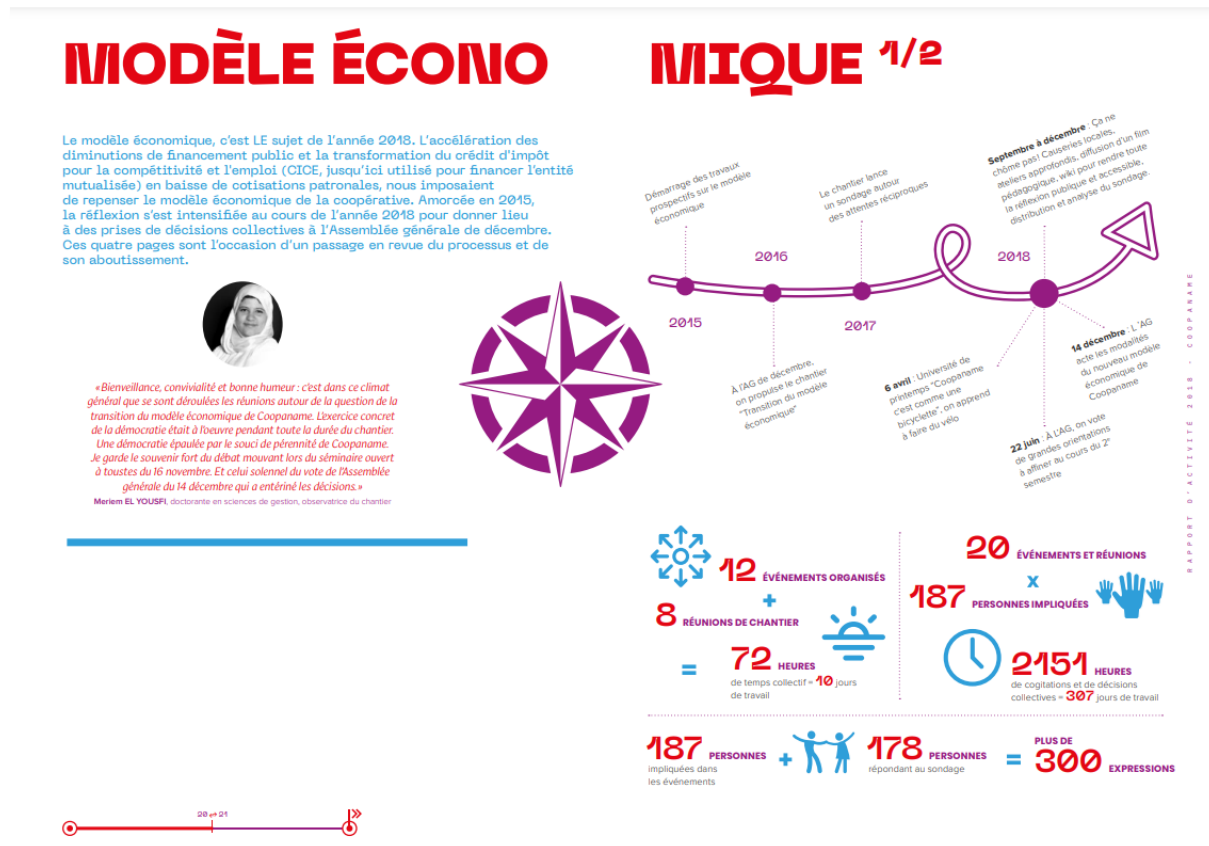 MODÈLE ÉCONO
MIQUE 1/2
Le modèle économique, c'est LE sujet de l'année 2018. L'accélération des
diminutions de financement public et la transformation du crédit d'impôt
pour la compétitivité et l'emploi (CICE, jusqu'ici utilisé pour financer l'entité
mutualisée) en baisse de cotisations patronales, nous imposaient
de repenser le modèle économique de la coopérative. Amorcée en 2015,
la réflexion s'est intensifiée au cours de l'année 2018 pour donner lieu
à des prises de décisions collectives à l'Assemblée générale de décembre.
Ces quatre pages sont l'occasion d'un passage en revue du processus et de
son aboutissement.
«Bienveillance, convivialité et bonne humeur : c'est dans ce climat
général que se sont déroulées les réunions autour de la question de la
transition du modèle économique de Coopaname. L'exercice concret
de la démocratie était à l'oeuvre pendant toute la durée du chantier.
Une démocratie épaulée par le souci de pérennité de Coopaname.
Je garde le souvenir fort du débat mouvant lors du séminaire ouvert
à toustes du 16 novembre. Et celui solennel du vote de l'Assemblée
générale du 14 décembre qui a entériné les décisions.»
Meriem EL YOUSFI, doctorante en sciences de gestion, observatrice du chantier
20 21
Démarrage des travaux
prospectifs sur le modèle
économique
2015
2016
À l'AG de décembre,
on propulse le chantier
"Transition du modèle
économique"
Le chantier lance
un sondage autour
des attentes réciproques
2017
Septembre à décembre : Ça ne
chôme pas! Causeries locales,
ateliers approfondis, diffusion d'un film
pédagogique, wiki pour rendre toute
la réflexion publique et accessible,
distribution et analyse du sondage.
2018
6 avril : Université de
printemps "Coopaname
c'est comme une
bicyclette", on apprend
à faire du vélo
22 juin : À L'AG, on vote
de grandes orientations
à affiner au cours du 2e
semestre
14 décembre : L'AG
acte les modalités
du nouveau modèle
économique de
Coopaname
RAPPORT D'ACTIVITÉ 2018 . COOPANAME
12 ÉVÉNEMENTS ORGANISÉS
+
8 RÉUNIONS DE CHANTIER
= 72 HEURES
de temps collectif = 10 jours
de travail
20 ÉVÉNEMENTS ET RÉUNIONS
x
187 PERSONNES IMPLIQUÉES
2151 HEURES
de cogitations et de décisions
collectives = 307 jours de travail
187 PERSONNES
impliquées dans
les événements
+
178 PERSONNES
répondant au sondage
=
PLUS DE
300 EXPRESSIONS